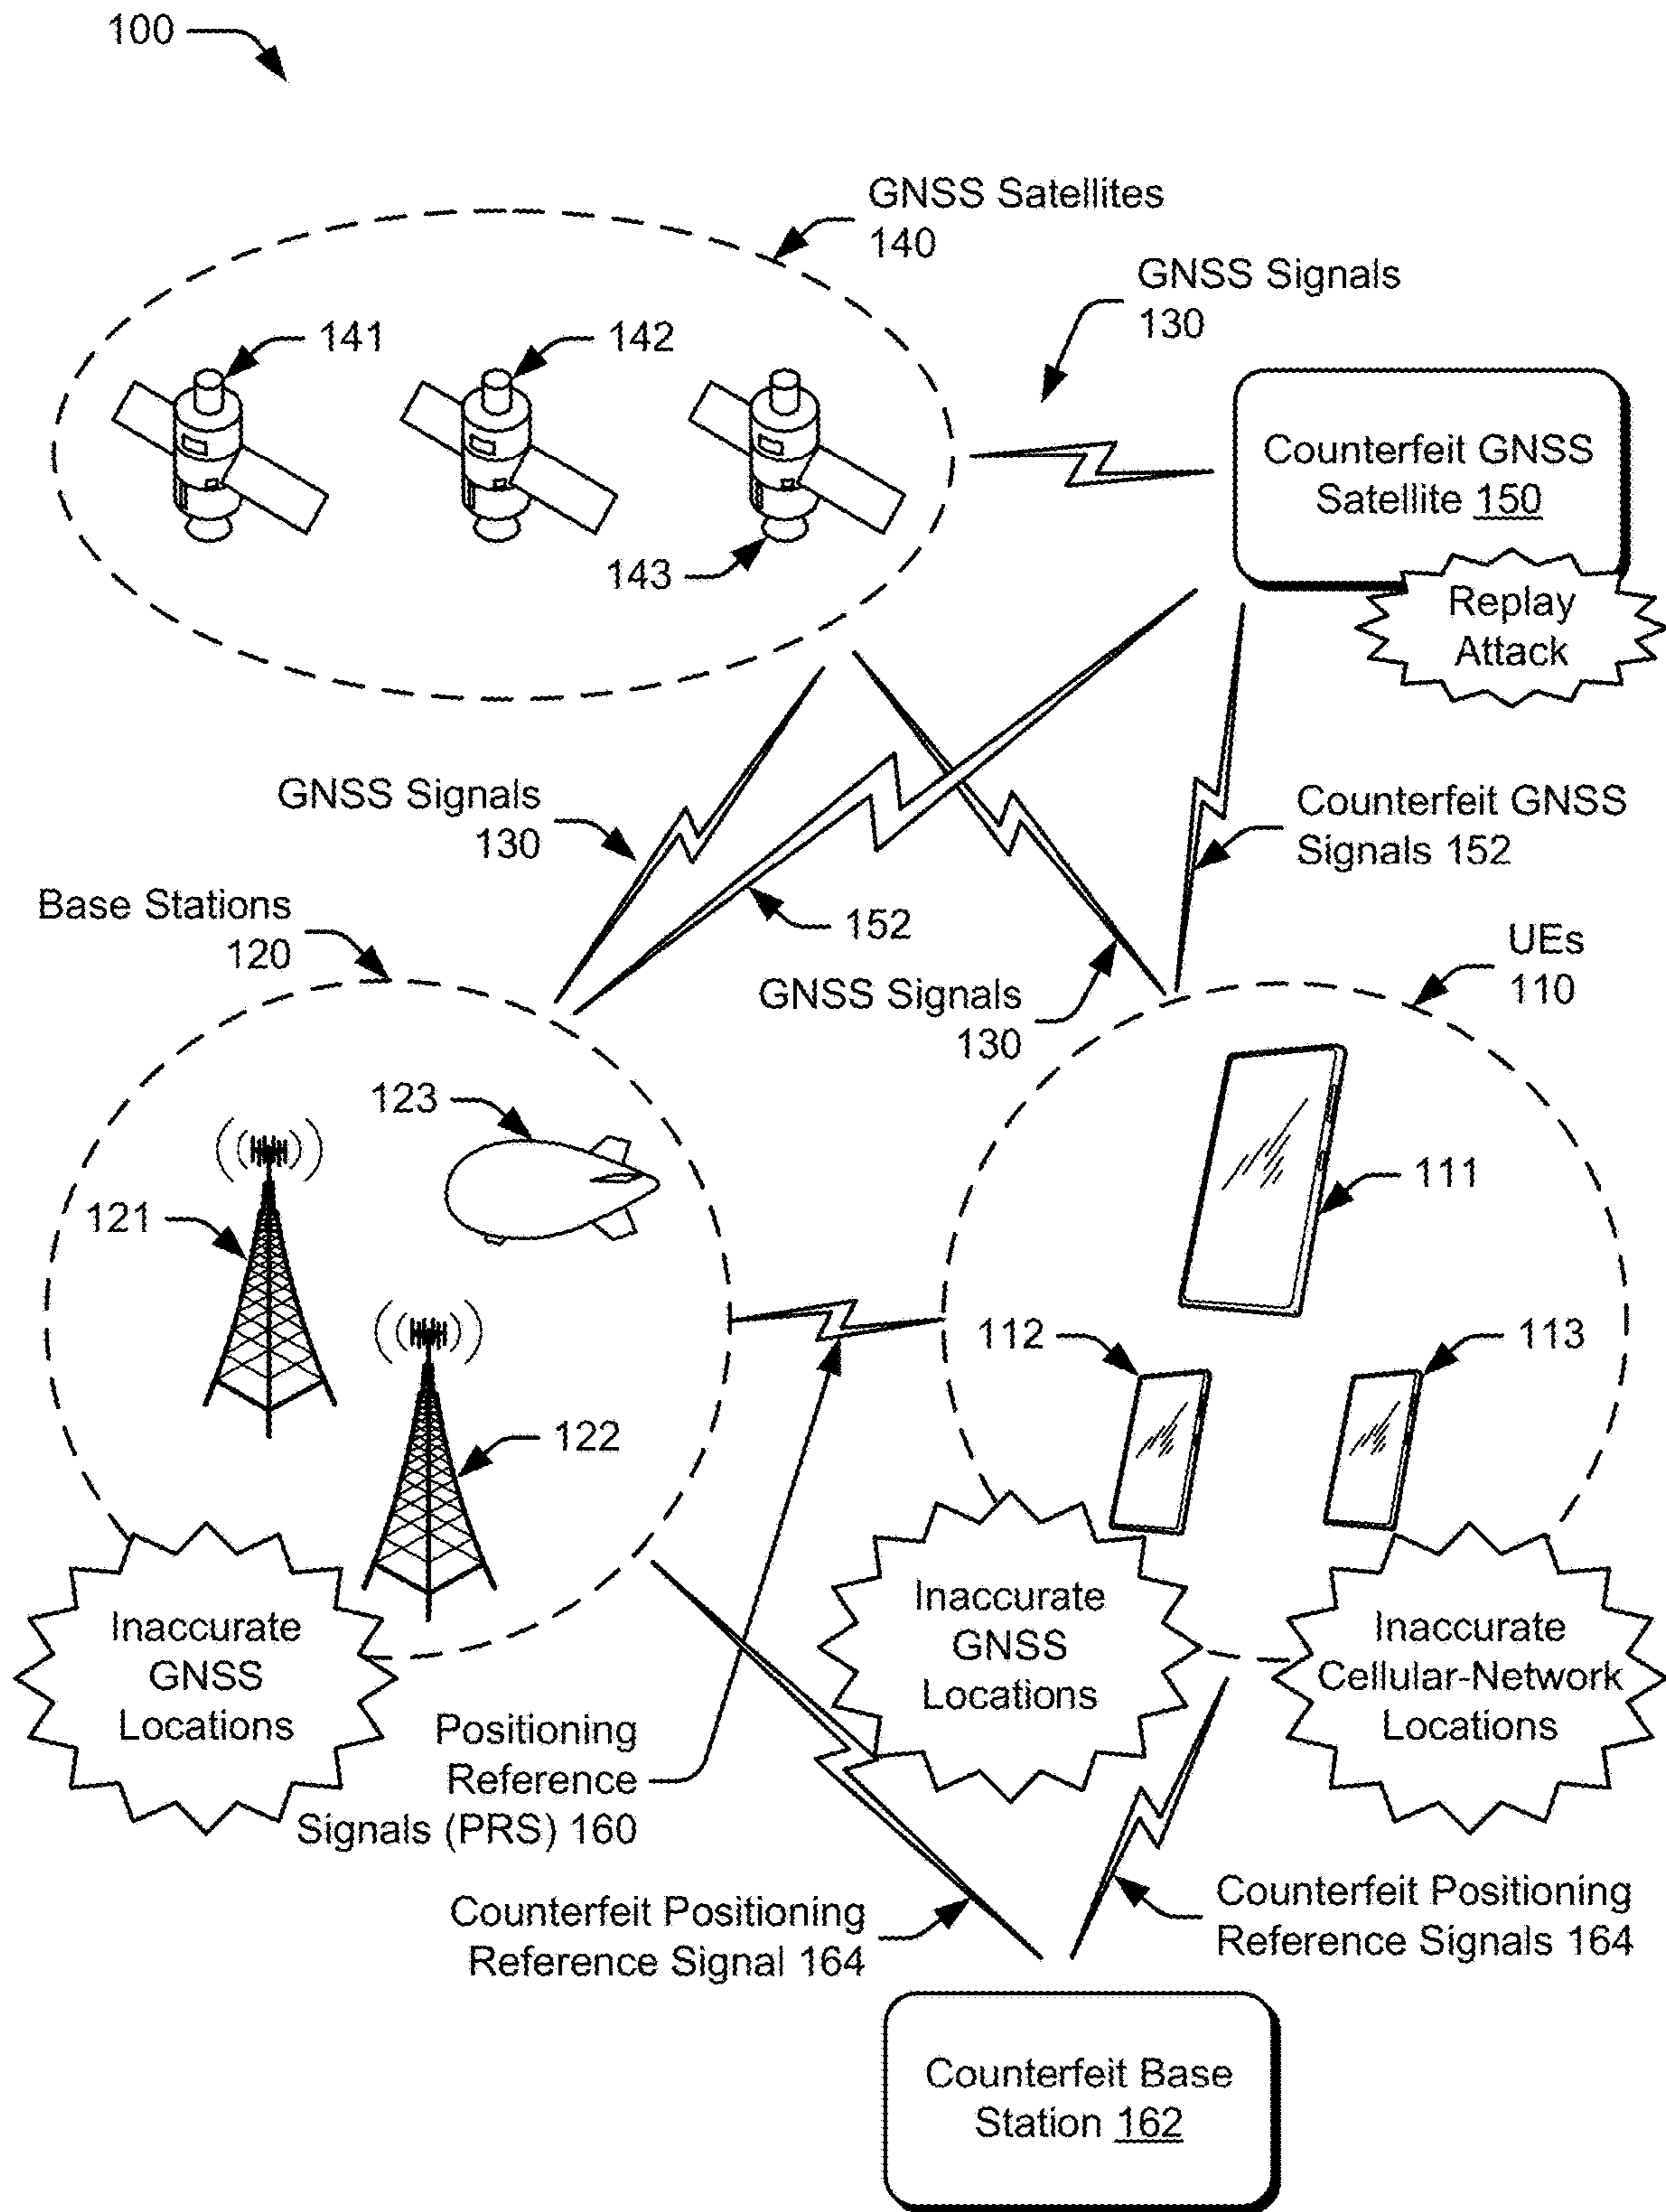 100
GNSS Satellites
140
GNSS Signals
130
141
142
143
Counterfeit GNSS
Satellite 150
Replay
Attack
GNSS Signals
130
Counterfeit GNSS
Signals 152
152
Base Stations
120
GNSS Signals
130
UEs
110
123
121
122
111
112
113
Inaccurate
GNSS
Locations
Inaccurate
GNSS
Locations
Inaccurate
Cellular-Network
Locations
Positioning
Reference
Signals (PRS) 160
Counterfeit Positioning
Reference Signal 164
Counterfeit Positioning
Reference Signals 164
Counterfeit Base
Station 162